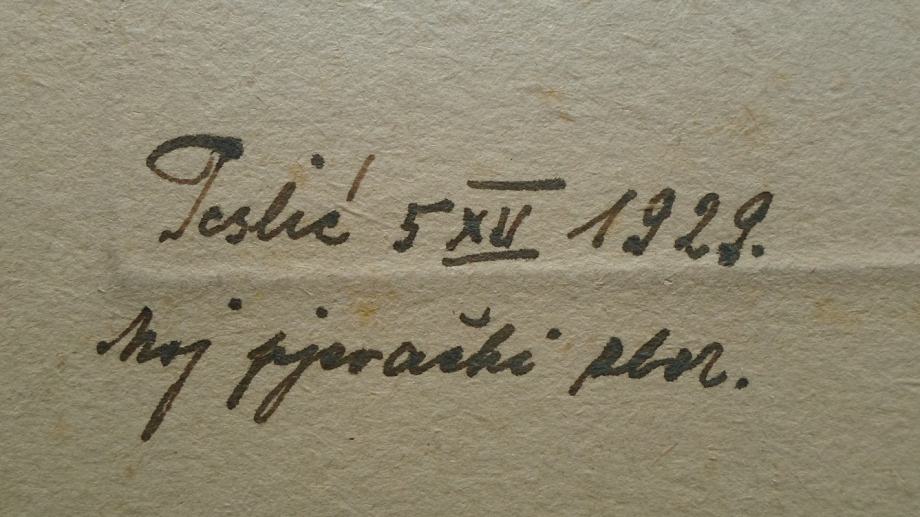 Teslić 5 XV 1929.
Moj pjevački zbor.